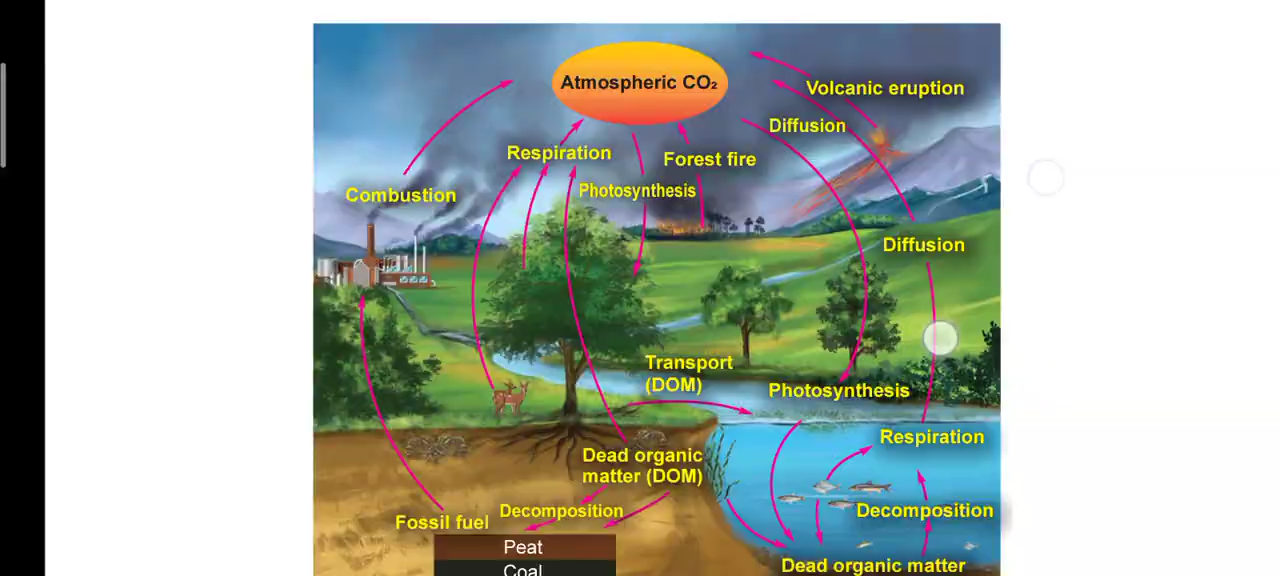 Atmospheric CO₂
Volcanic eruption
Diffusion
Respiration
Forest fire
Photosynthesis
Combustion
Diffusion
Transport
(DOM)
Photosynthesis
Respiration
Dead organic
matter (DOM)
Decomposition
Decomposition
Fossil fuel
Peat
Dead organic matter
Coal